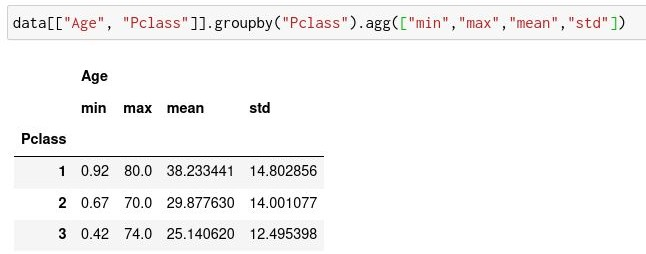 data[["Age", "Pclass"]].groupby("Pclass").agg(["min","max","mean","std"])
Age
min max mean std
Pclass
1 0.92 80.0 38.233441 14.802856
2 0.67 70.0 29.877630 14.001077
3 0.42 74.0 25.140620 12.495398